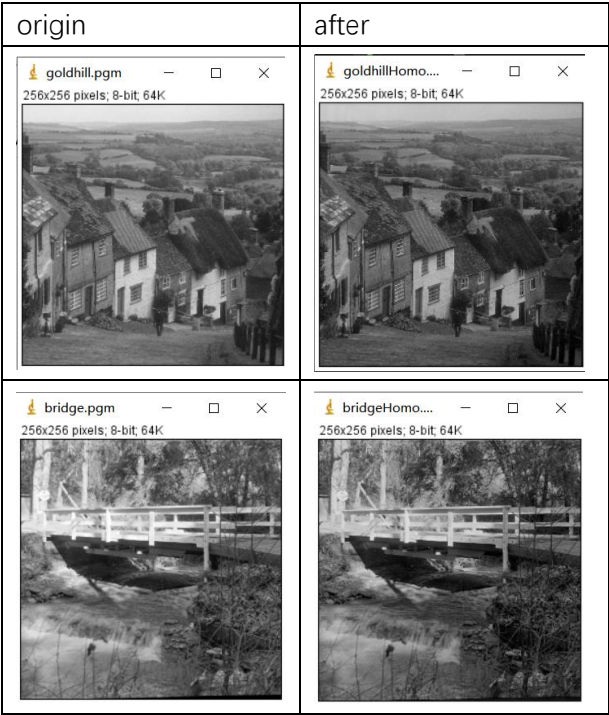 origin
after
goldhill.pgm
256x256 pixels; 8-bit; 64K
goldhillHomo....
256x256 pixels; 8-bit; 64K
bridge.pgm
256x256 pixels; 8-bit; 64K
bridgeHomo....
256x256 pixels; 8-bit; 64K